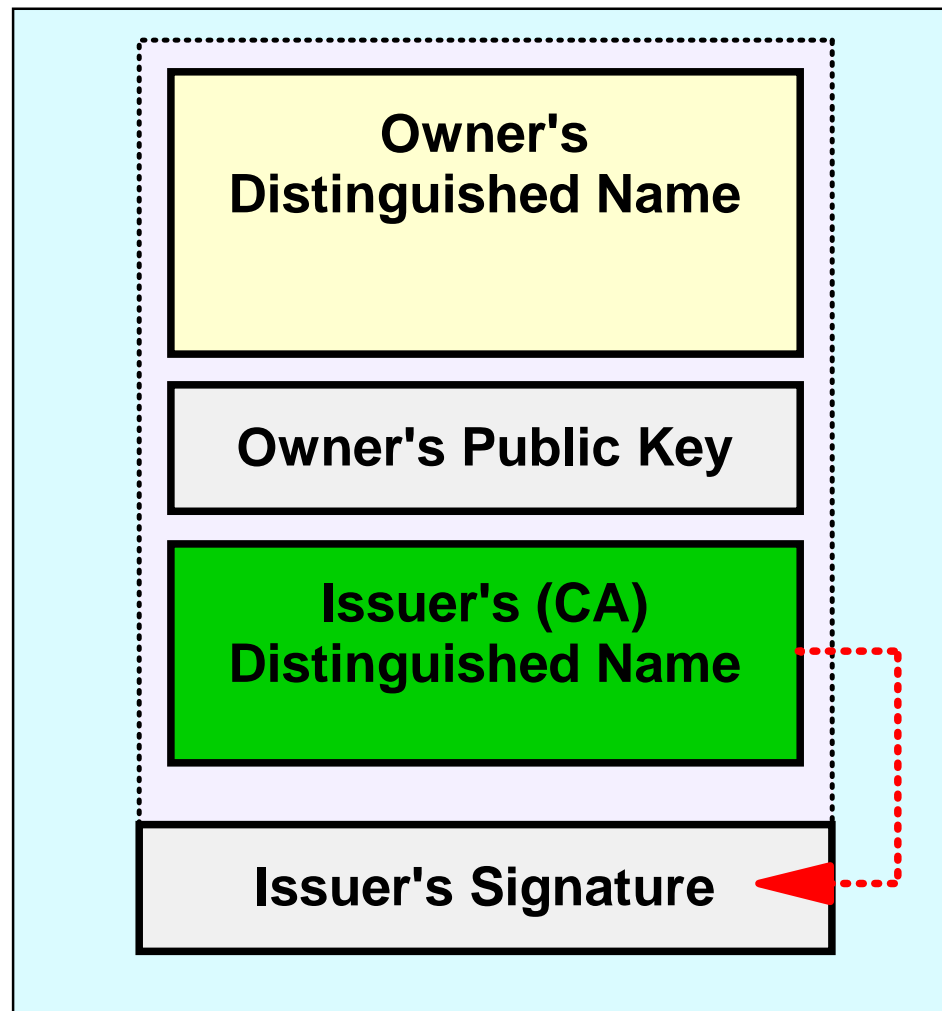 Owner's
Distinguished Name
Owner's Public Key
Issuer's (CA)
Distinguished Name
Issuer's Signature